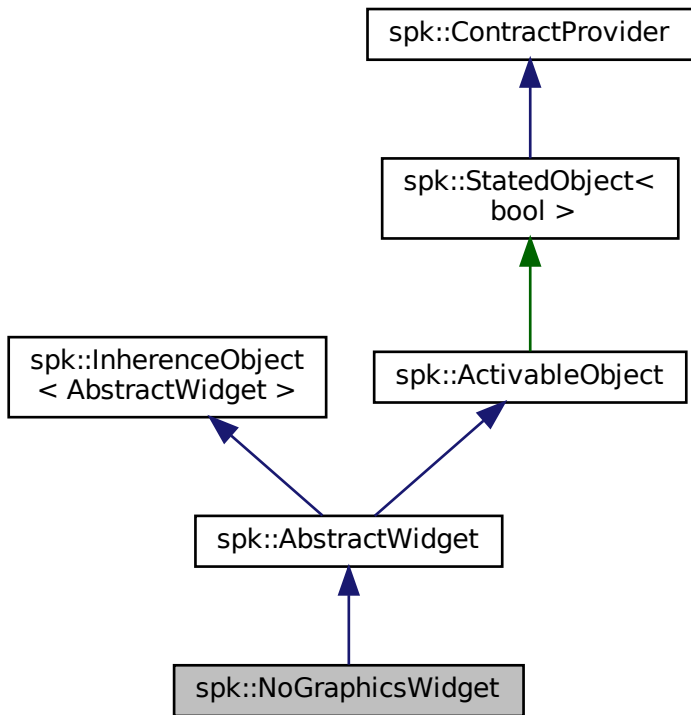 spk::ContractProvider
spk::StatedObject<
bool >
spk::InherenceObject
< AbstractWidget >
spk::ActivableObject
spk::AbstractWidget
spk::NoGraphicsWidget